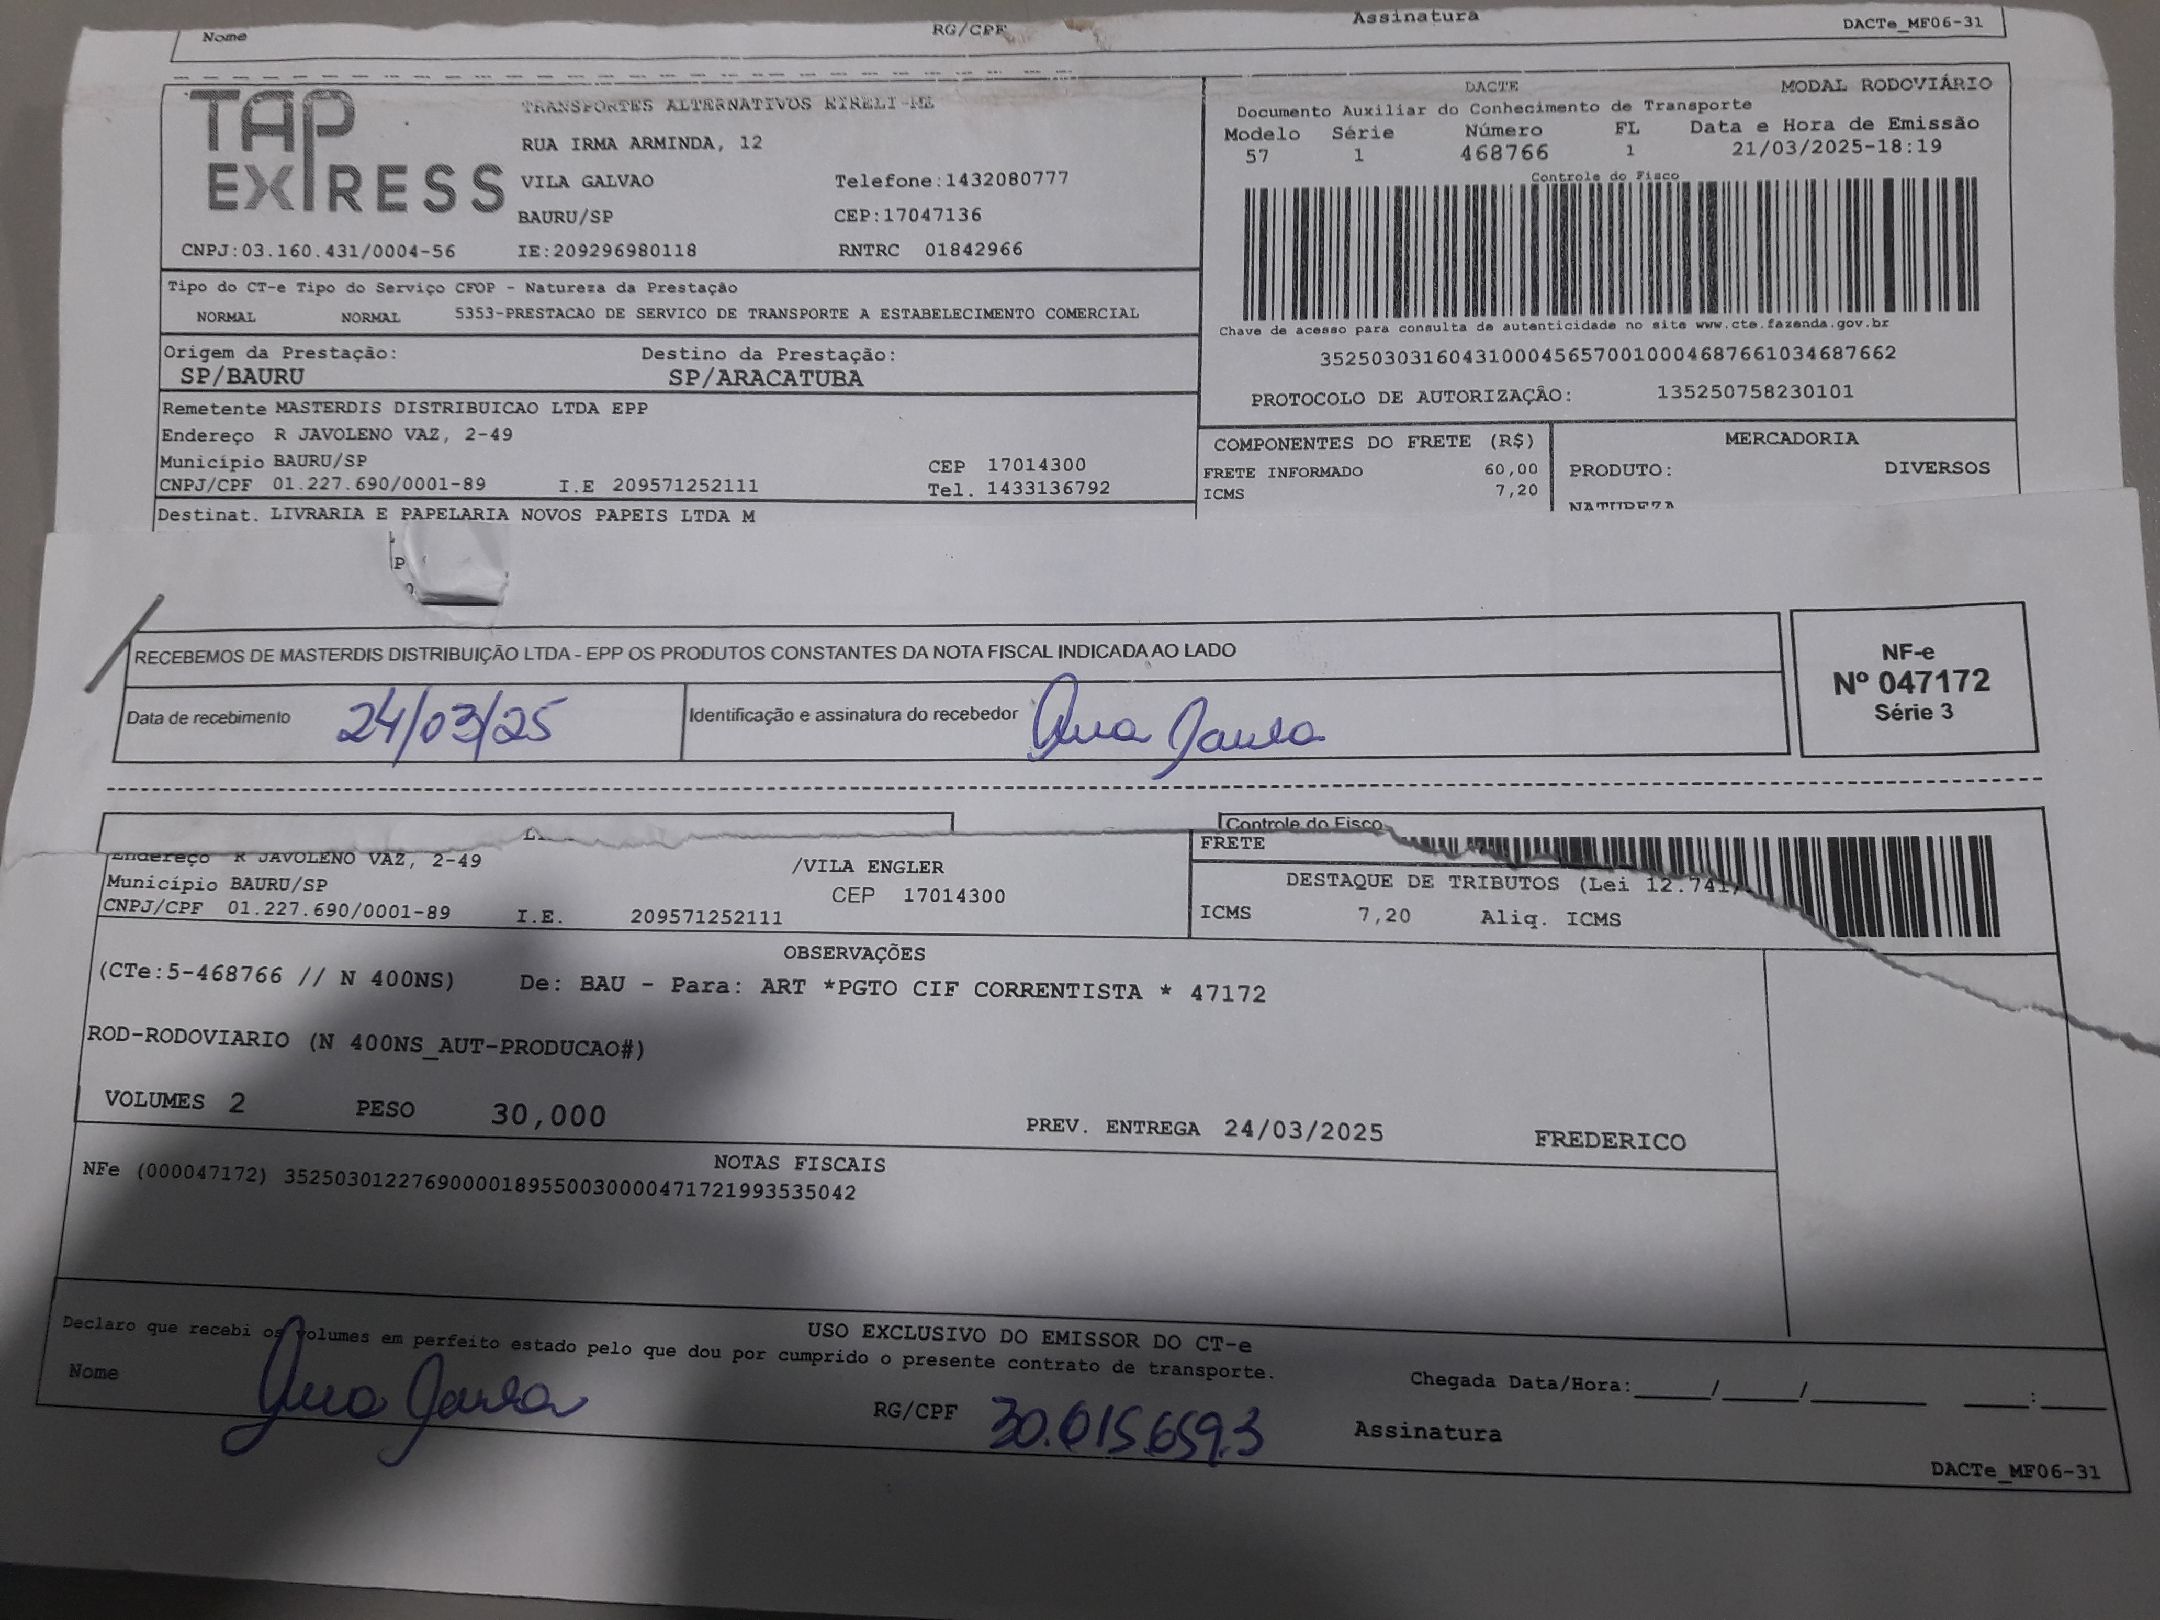 Nome RG/CPF Assinatura DACTe_MF06-31
TAP EXPRESS
TRANSPORTES ALTERNATIVOS EIRELI-ME
RUA IRMA ARMINDA, 12
VILA GALVAO Telefone:1432080777
BAURU/SP CEP:17047136
CNPJ:03.160.431/0004-56 IE:209296980118 RNTRC 01842966
DACTE MODAL RODOVIÁRIO
Documento Auxiliar do Conhecimento de Transporte
Modelo Série Número FL Data e Hora de Emissão
57 1 468766 1 21/03/2025-18:19
Controle do Fisco
Chave de acesso para consulta de autenticidade no site www.cte.fazenda.gov.br
35250303160431000456570010004687661034687662
PROTOCOLO DE AUTORIZAÇÃO: 135250758230101
Tipo do CT-e Tipo do Serviço CFOP - Natureza da Prestação
NORMAL NORMAL 5353-PRESTACAO DE SERVICO DE TRANSPORTE A ESTABELECIMENTO COMERCIAL
Origem da Prestação: Destino da Prestação:
SP/BAURU SP/ARACATUBA
Remetente MASTERDIS DISTRIBUICAO LTDA EPP
Endereço R JAVOLENO VAZ, 2-49
Município BAURU/SP CEP 17014300
CNPJ/CPF 01.227.690/0001-89 I.E 209571252111 Tel. 1433136792
Destinat. LIVRARIA E PAPELARIA NOVOS PAPEIS LTDA M
COMPONENTES DO FRETE (R$) MERCADORIA
FRETE INFORMADO 60,00 PRODUTO: DIVERSOS
ICMS 7,20 NATUREZA
P
RECEBEMOS DE MASTERDIS DISTRIBUIÇÃO LTDA - EPP OS PRODUTOS CONSTANTES DA NOTA FISCAL INDICADA AO LADO
Data de recebimento 24/03/25 Identificação e assinatura do recebedor Ana Paula
NF-e
Nº 047172
Série 3
Controle do Fisco
Endereço R JAVOLENO VAZ, 2-49 /VILA ENGLER
Município BAURU/SP CEP 17014300
CNPJ/CPF 01.227.690/0001-89 I.E. 209571252111
FRETE
DESTAQUE DE TRIBUTOS (Lei 12.741/
ICMS 7,20 Aliq. ICMS
OBSERVAÇÕES
(CTe:5-468766 // N 400NS) De: BAU - Para: ART *PGTO CIF CORRENTISTA * 47172
ROD-RODOVIARIO (N 400NS_AUT-PRODUCAO#)
VOLUMES 2 PESO 30,000 PREV. ENTREGA 24/03/2025 FREDERICO
NOTAS FISCAIS
NFe (000047172) 35250301227690000189550030000471721993535042
USO EXCLUSIVO DO EMISSOR DO CT-e
Declaro que recebi os volumes em perfeito estado pelo que dou por cumprido o presente contrato de transporte.
Nome Ana Paula RG/CPF 30.015.659.3 Assinatura
Chegada Data/Hora:_____/_____/_______ ____:____
DACTe_MF06-31